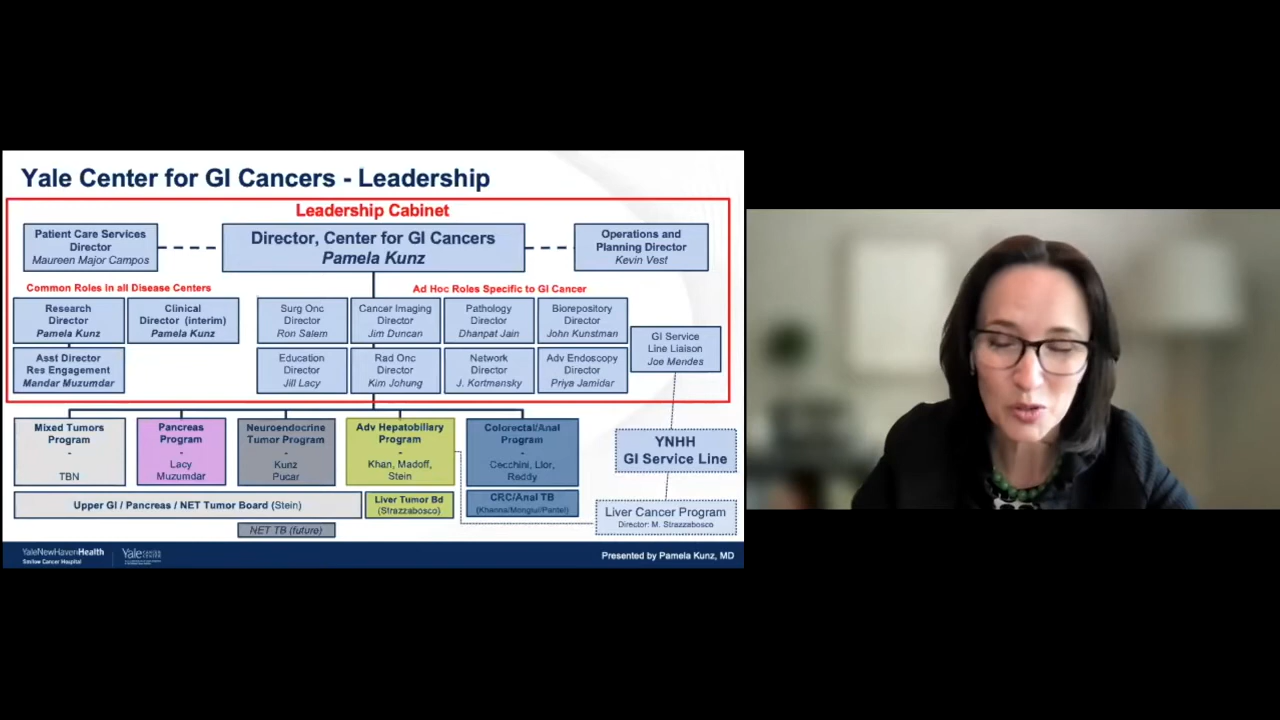 Yale Center for GI Cancers - Leadership
Leadership Cabinet
Patient Care Services
Director
Maureen Major Campos
Director, Center for GI Cancers
Pamela Kunz
Operations and
Planning Director
Kevin Vest
Common Roles in all Disease Centers
Ad Hoc Roles Specific to GI Cancer
Research
Director
Pamela Kunz
Clinical
Director (interim)
Pamela Kunz
Surg Onc
Director
Ron Salem
Cancer Imaging
Director
Jim Duncan
Pathology
Director
Dhanpat Jain
Biorepository
Director
John Kunstman
GI Service
Line Liaison
Joe Mendes
Asst Director
Res Engagement
Mandar Muzumdar
Education
Director
Jill Lacy
Rad Onc
Director
Kim Johung
Network
Director
J. Kortmansky
Adv Endoscopy
Director
Priya Jamidar
Mixed Tumors
Program
-
TBN
Pancreas
Program
-
Lacy
Muzumdar
Neuroendocrine
Tumor Program
-
Kunz
Pucar
Adv Hepatobiliary
Program
-
Khan, Madoff,
Stein
Colorectal/Anal
Program
-
Cecchini, Llor,
Reddy
YNHH
GI Service Line
Upper GI / Pancreas / NET Tumor Board (Stein)
Liver Tumor Bd
(Strazzabosco)
CRC/Anal TB
(Khanna/Mongiu/Pantel)
Liver Cancer Program
Director: M. Strazzabosco
NET TB (future)
YaleNewHavenHealth
Smilow Cancer Hospital
Yale
Presented by Pamela Kunz, MD